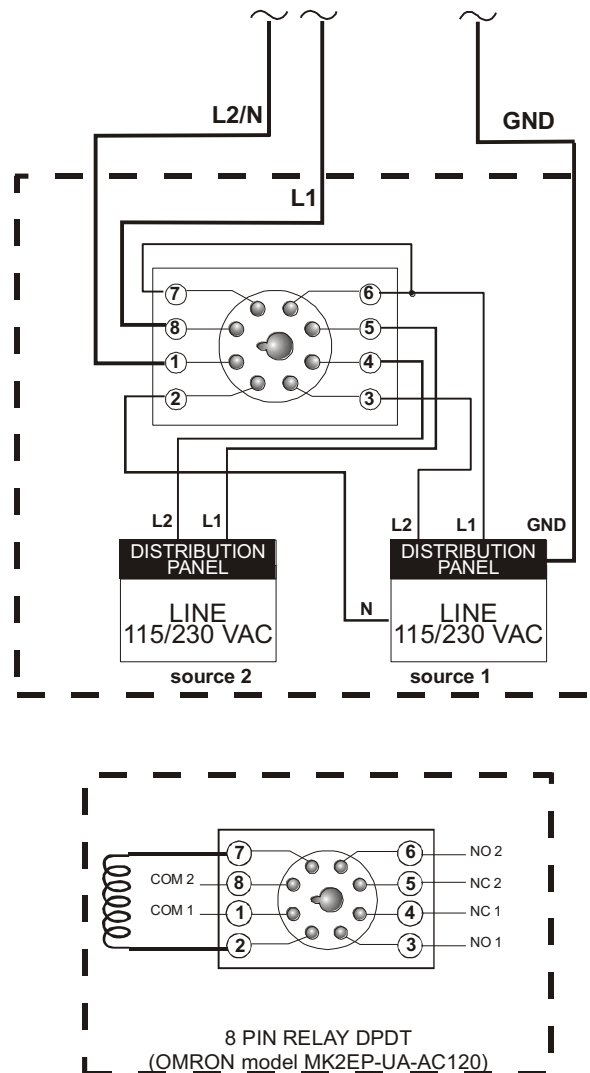 L2/N
GND
L1
7
6
8
5
1
4
2
3
L2
L1
L2
L1
GND
DISTRIBUTION
PANEL
DISTRIBUTION
PANEL
LINE
115/230 VAC
N
LINE
115/230 VAC
source 2
source 1
7
6
NO 2
COM 2
8
5
NC 2
COM 1
1
4
NC 1
2
3
NO 1
8 PIN RELAY DPDT
(OMRON model MK2EP-UA-AC120)